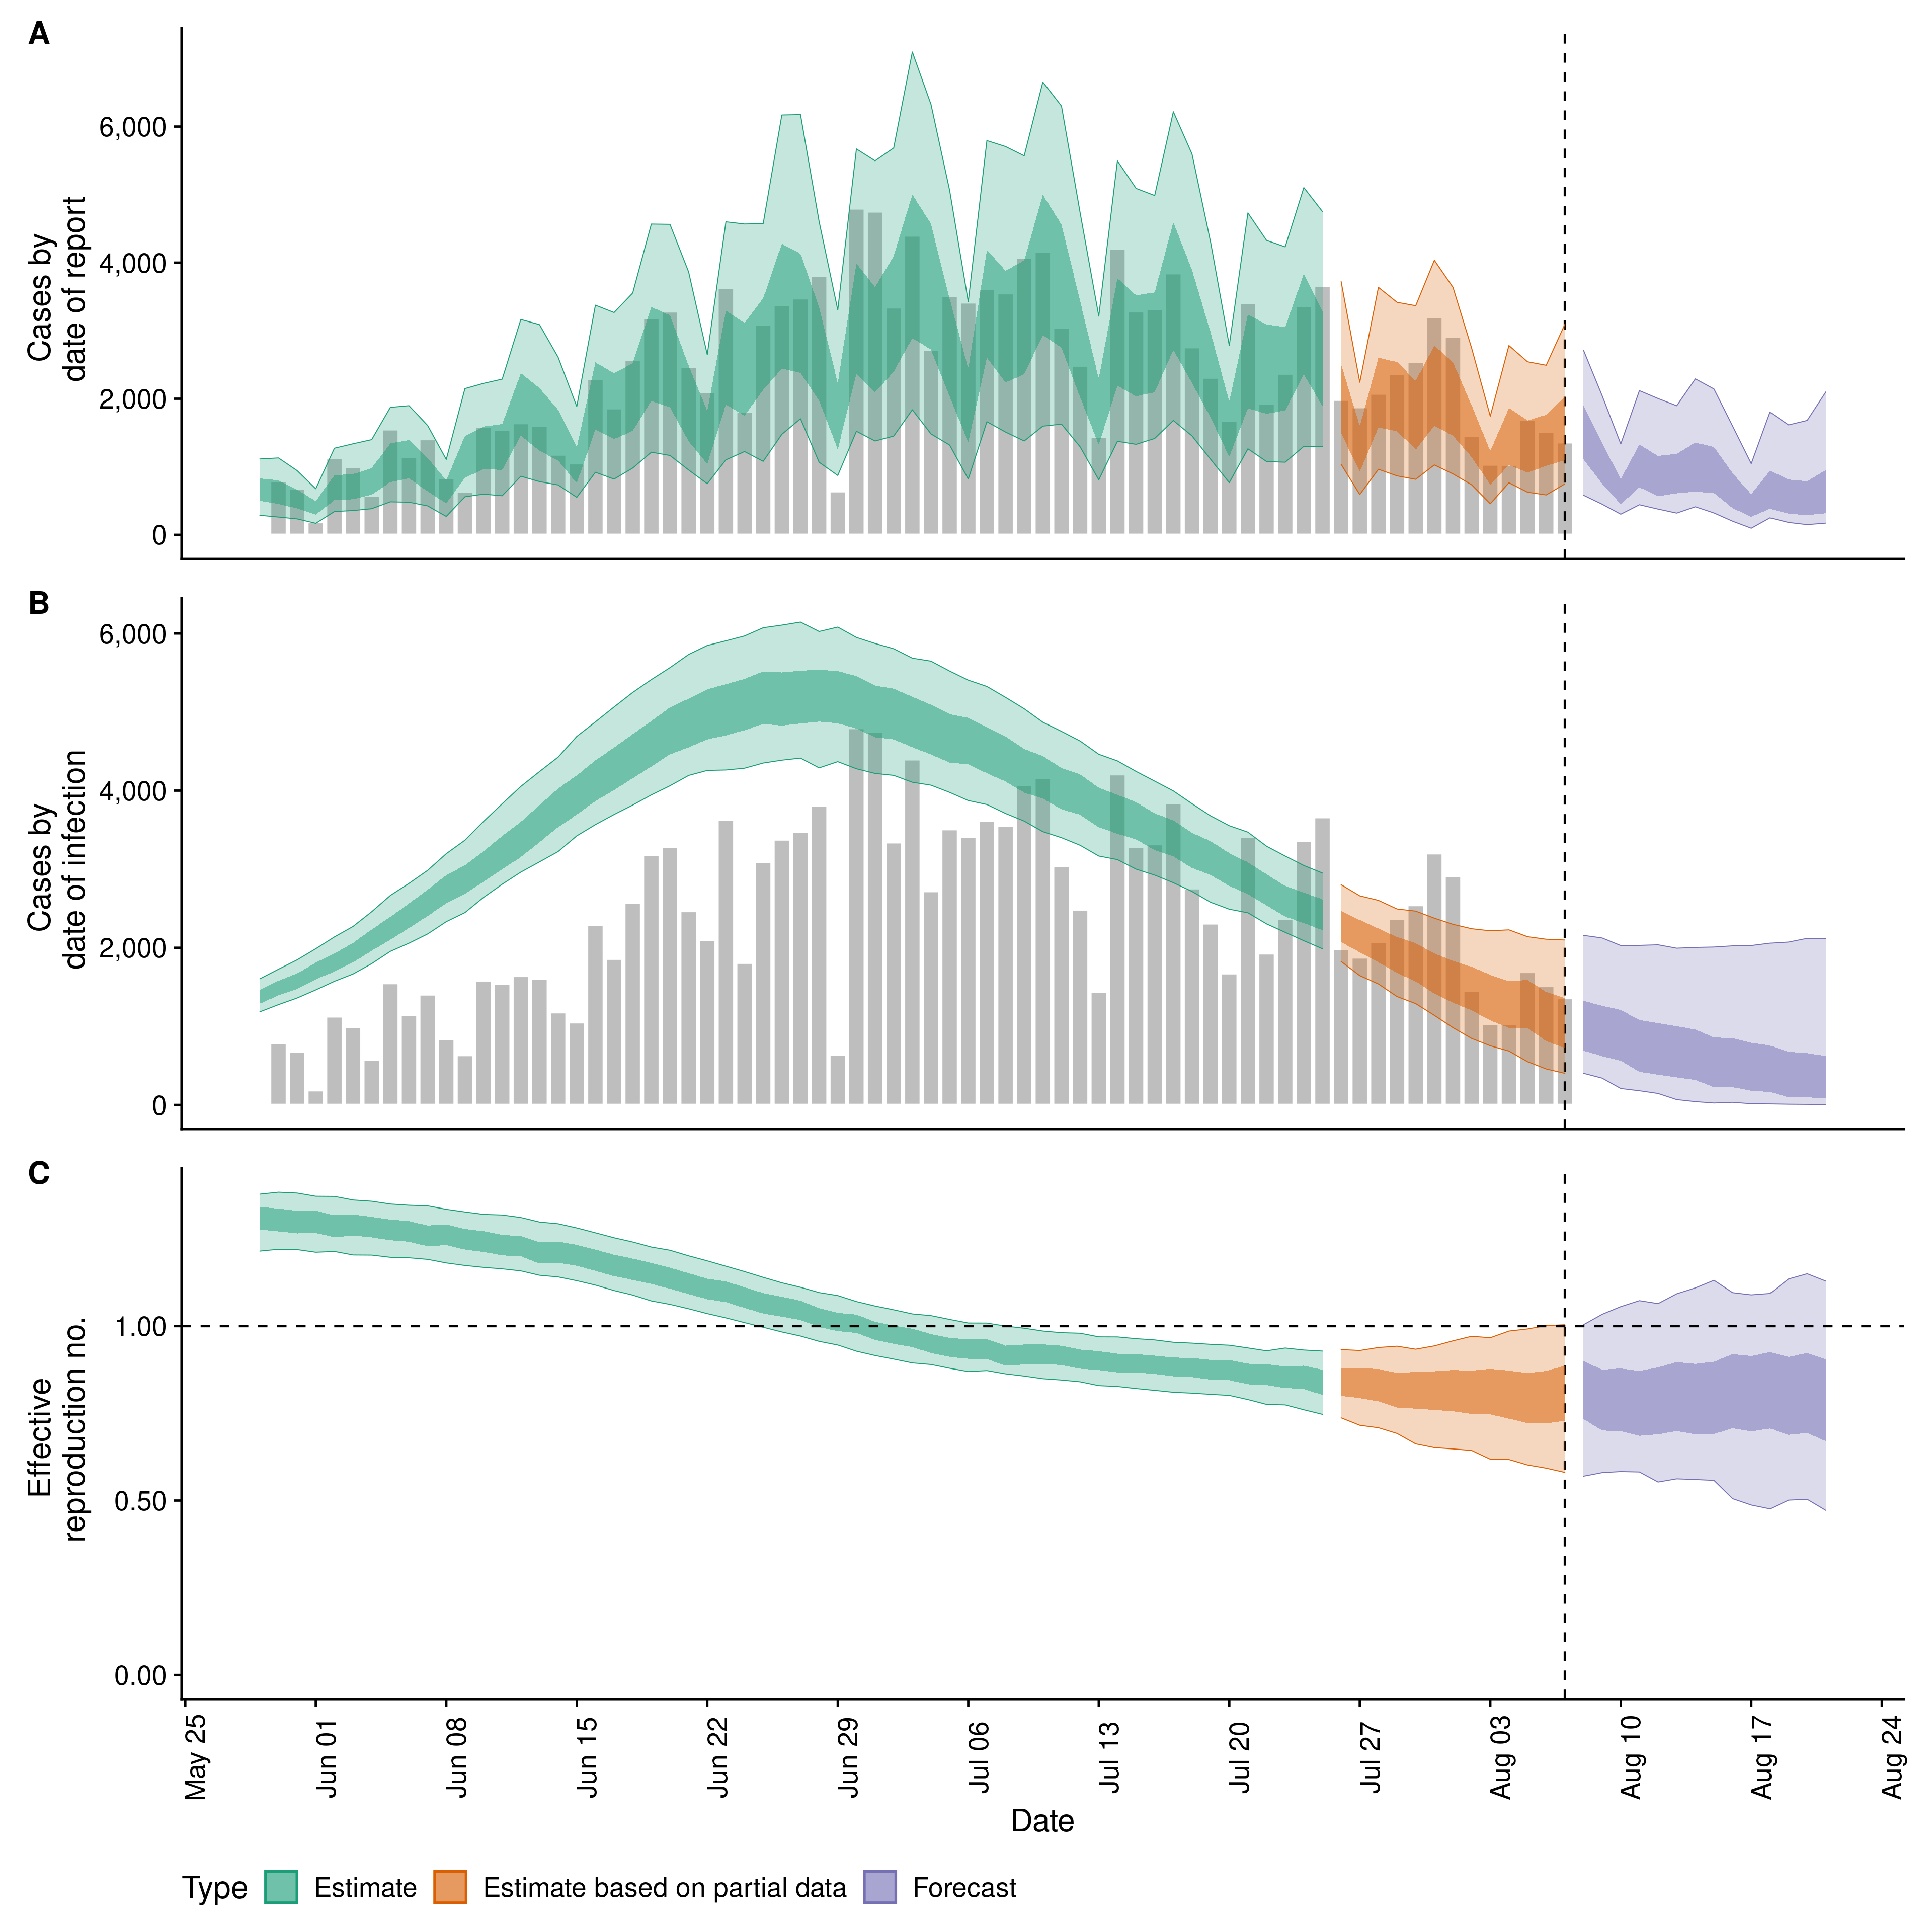 A
Cases by
date of report
6,000
4,000
2,000
0
B
Cases by
date of infection
6,000
4,000
2,000
0
C
Effective
reproduction no.
1.00
0.50
0.00
May 25
Jun 01
Jun 08
Jun 15
Jun 22
Jun 29
Jul 06
Jul 13
Jul 20
Jul 27
Aug 03
Aug 10
Aug 17
Aug 24
Date
Type Estimate Estimate based on partial data Forecast